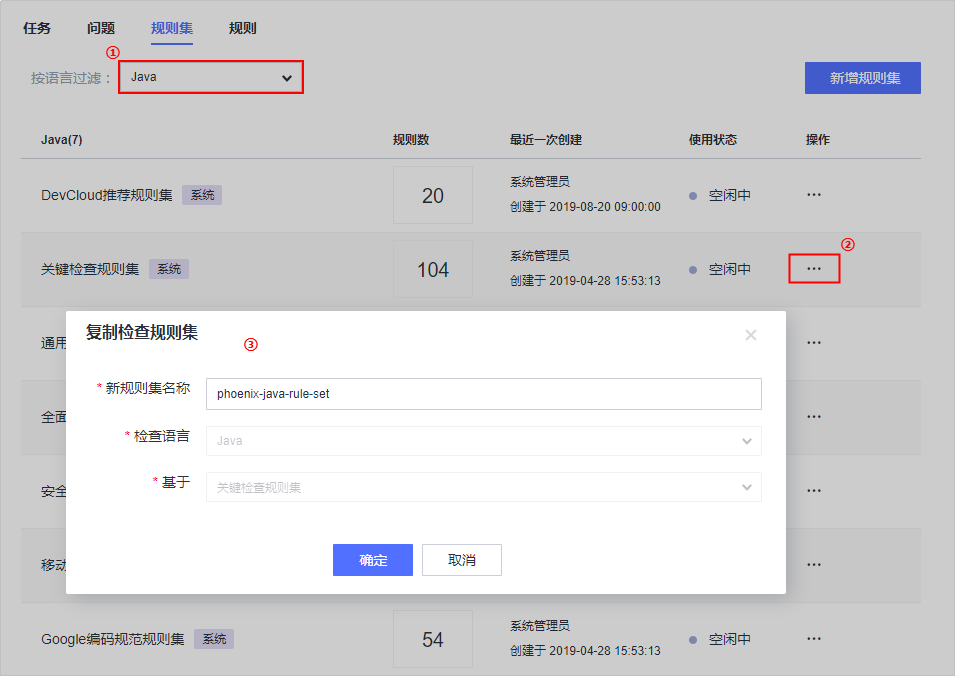 任务 问题 规则集 规则
①
按语言过滤： Java 新增规则集
Java(7) 规则数 最近一次创建 使用状态 操作
DevCloud推荐规则集 系统 20 系统管理员 空闲中 ···
创建于 2019-08-20 09:00:00
②
关键检查规则集 系统 104 系统管理员 空闲中 ···
创建于 2019-04-28 15:53:13
复制检查规则集 ③ ×
* 新规则集名称 phoenix-java-rule-set
* 检查语言 Java
* 基于 关键检查规则集
确定 取消
通用 ···
全面 ···
安全 ···
移动 ···
Google编码规范规则集 系统 54 系统管理员 空闲中 ···
创建于 2019-04-28 15:53:13